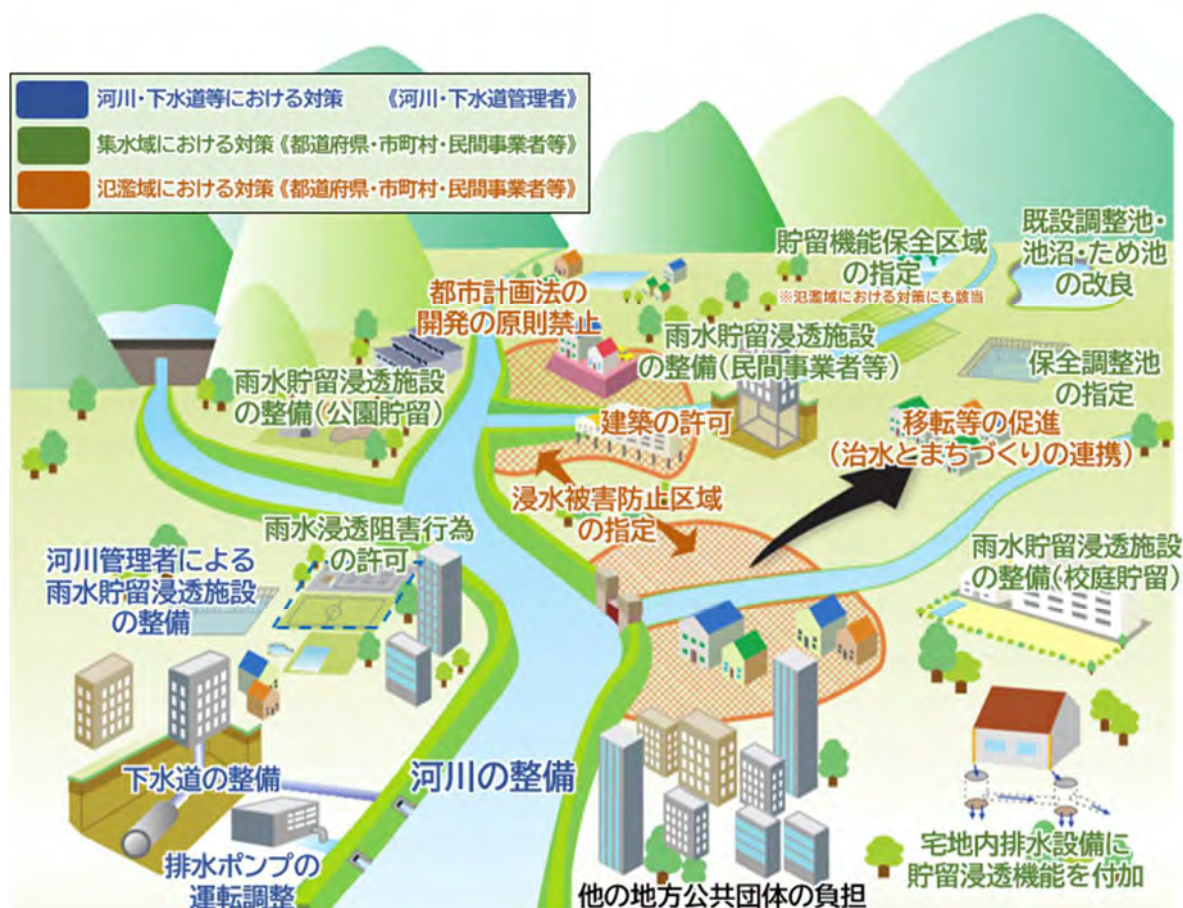 河川・下水道等における対策　《河川・下水道管理者》
集水域における対策《都道府県・市町村・民間事業者等》
氾濫域における対策《都道府県・市町村・民間事業者等》
貯留機能保全区域
の指定
※氾濫域における対策にも該当
既設調整池・
池沼・ため池
の改良
都市計画法の
開発の原則禁止
雨水貯留浸透施設
の整備(民間事業者等)
保全調整池
の指定
雨水貯留浸透施設
の整備(公園貯留)
建築の許可
移転等の促進
(治水とまちづくりの連携)
浸水被害防止区域
の指定
雨水浸透阻害行為
の許可
河川管理者による
雨水貯留浸透施設
の整備
雨水貯留浸透施設
の整備(校庭貯留)
下水道の整備
河川の整備
排水ポンプの
運転調整
宅地内排水設備に
貯留浸透機能を付加
他の地方公共団体の負担